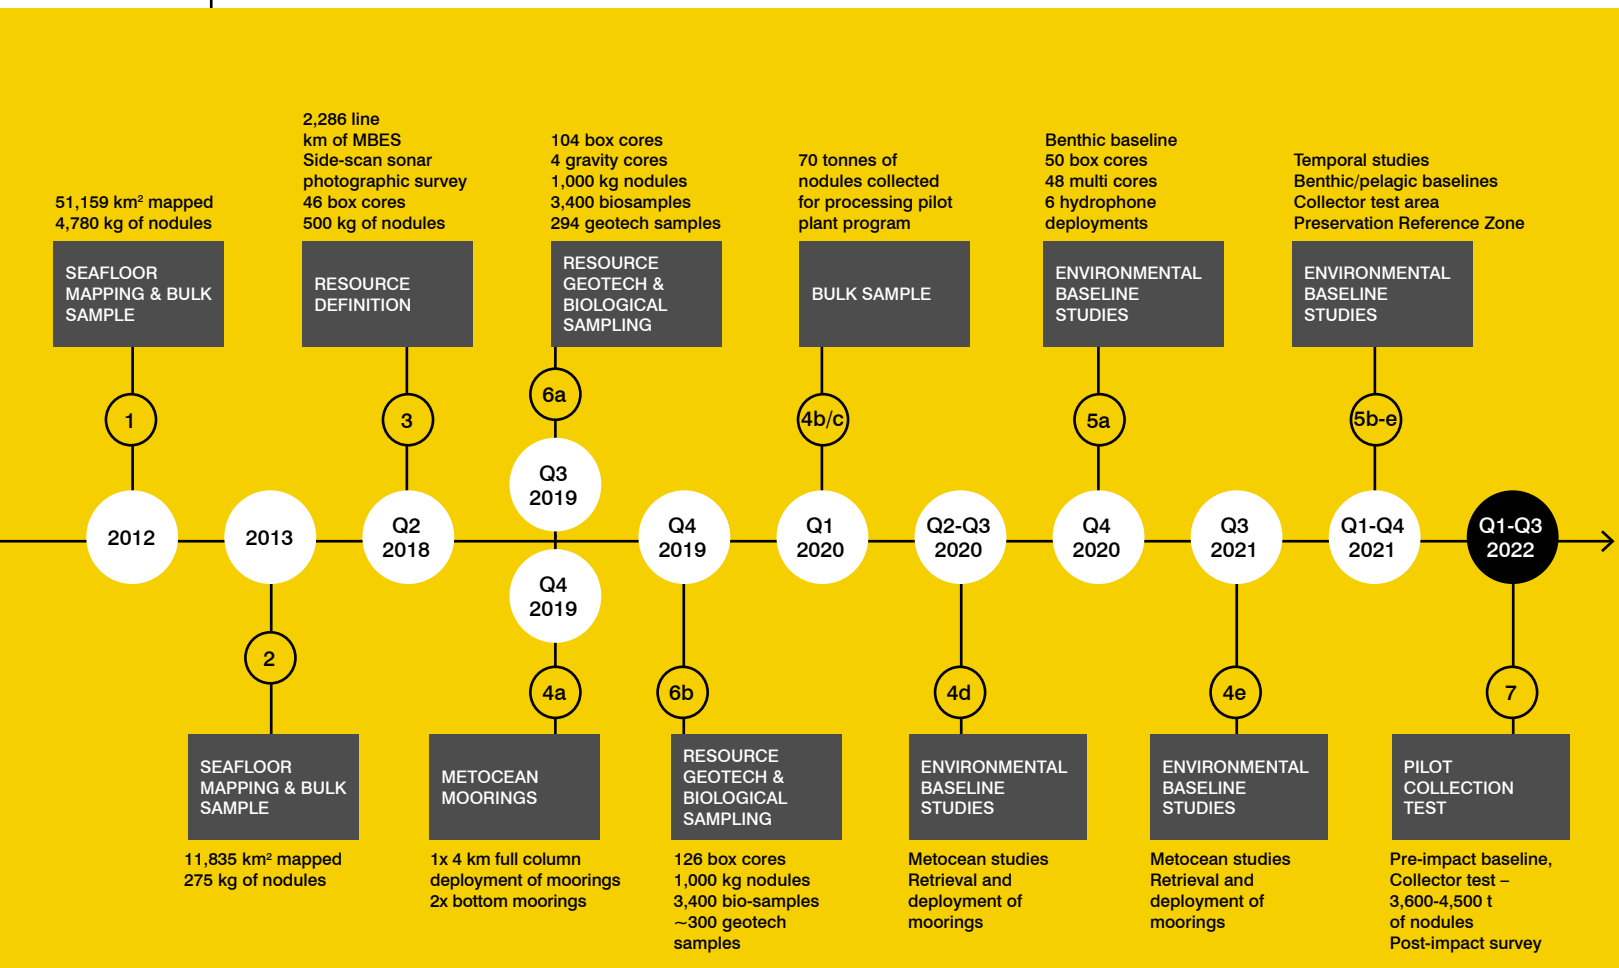 51,159 km² mapped
4,780 kg of nodules
SEAFLOOR
MAPPING & BULK
SAMPLE
1
2012
2013
2
SEAFLOOR
MAPPING & BULK
SAMPLE
11,835 km² mapped
275 kg of nodules
2,286 line
km of MBES
Side-scan sonar
photographic survey
46 box cores
500 kg of nodules
RESOURCE
DEFINITION
3
Q2
2018
104 box cores
4 gravity cores
1,000 kg nodules
3,400 biosamples
294 geotech samples
RESOURCE
GEOTECH &
BIOLOGICAL
SAMPLING
6a
Q3
2019
Q4
2019
4a
METOCEAN
MOORINGS
1x 4 km full column
deployment of moorings
2x bottom moorings
Q4
2019
6b
RESOURCE
GEOTECH &
BIOLOGICAL
SAMPLING
126 box cores
1,000 kg nodules
3,400 bio-samples
~300 geotech
samples
70 tonnes of
nodules collected
for processing pilot
plant program
BULK SAMPLE
4b/c
Q1
2020
Q2-Q3
2020
4d
ENVIRONMENTAL
BASELINE
STUDIES
Metocean studies
Retrieval and
deployment of
moorings
Benthic baseline
50 box cores
48 multi cores
6 hydrophone
deployments
ENVIRONMENTAL
BASELINE
STUDIES
5a
Q4
2020
Q3
2021
4e
ENVIRONMENTAL
BASELINE
STUDIES
Metocean studies
Retrieval and
deployment of
moorings
Temporal studies
Benthic/pelagic baselines
Collector test area
Preservation Reference Zone
ENVIRONMENTAL
BASELINE
STUDIES
5b-e
Q1-Q4
2021
Q1-Q3
2022
7
PILOT
COLLECTION
TEST
Pre-impact baseline,
Collector test –
3,600-4,500 t
of nodules
Post-impact survey